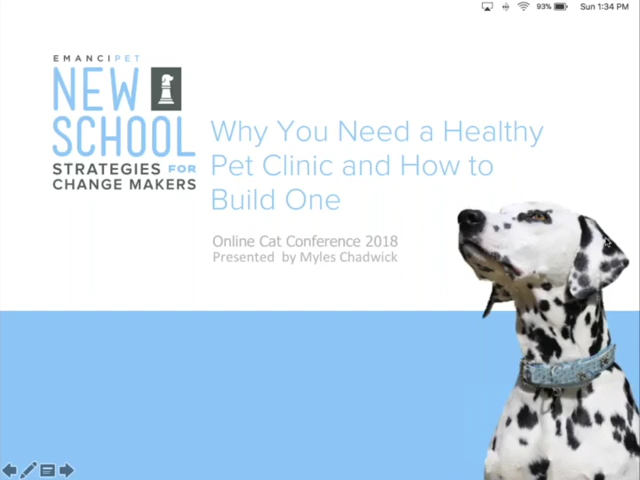 93% Sun 1:34 PM
EMANCIPET
NEW
SCHOOL
STRATEGIES FOR
CHANGE MAKERS
Why You Need a Healthy
Pet Clinic and How to
Build One
Online Cat Conference 2018
Presented by Myles Chadwick